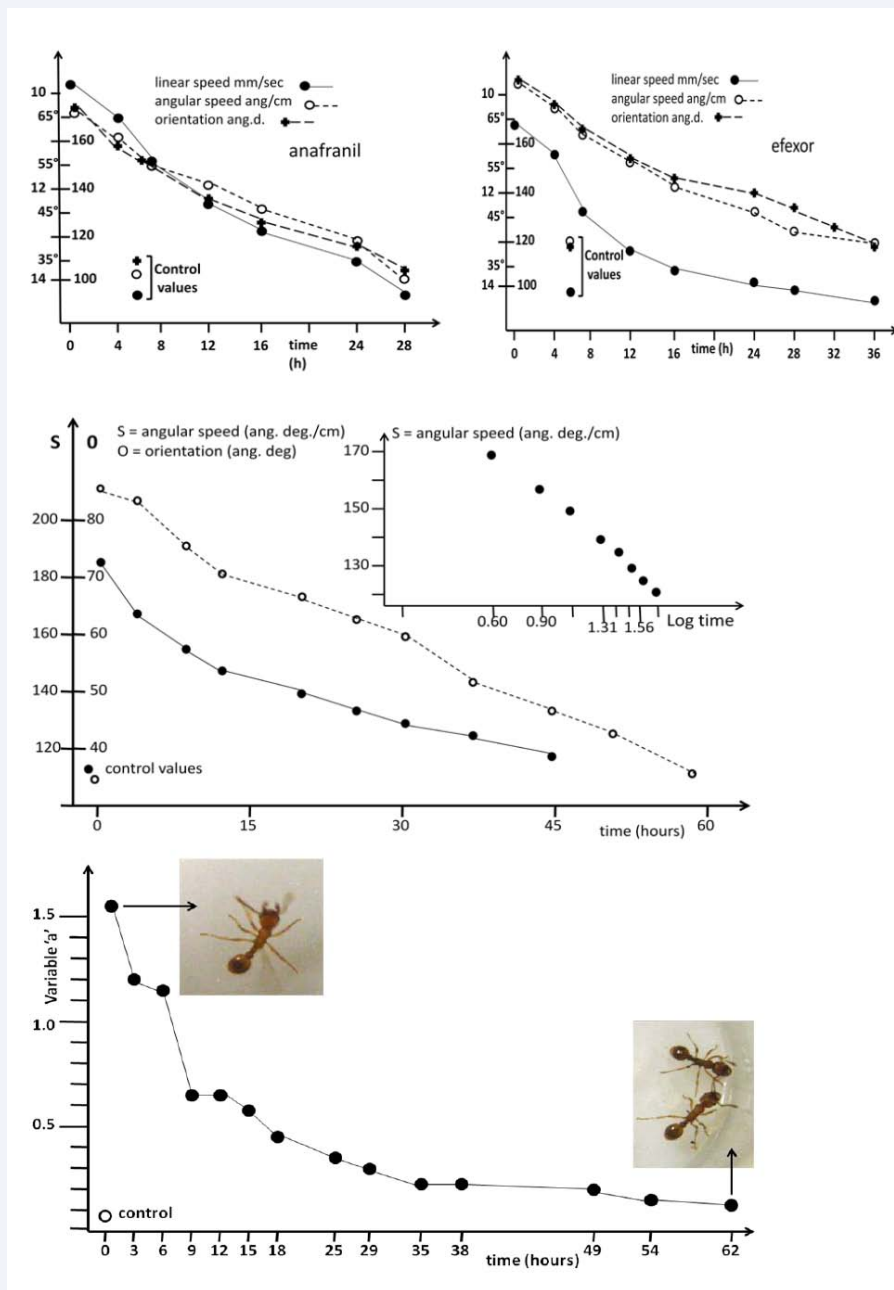 linear speed mm/sec
angular speed ang/cm
orientation ang.d.
anafranil
10
65°
160
55°
12
140
45°
120
35°
14
100
Control
values
0 4 8 12 16 time 24 28
(h)
linear speed mm/sec
angular speed ang/cm
orientation ang.d.
efexor
10
65°
160
55°
12
140
45°
120
35°
14
100
Control
values
0 4 8 12 16 time (h) 24 28 32 36
S O
S = angular speed (ang. deg./cm)
O = orientation (ang. deg)
200 80
180 70
160 60
140 50
120 40
control values
0 15 30 45 60
time (hours)
S = angular speed (ang. deg./cm)
170
150
130
0.60 0.90 1.31 1.56 Log time
Variable 'a'
1.5
1.0
0.5
control
0 3 6 9 12 15 18 25 29 35 38 49 54 62
time (hours)